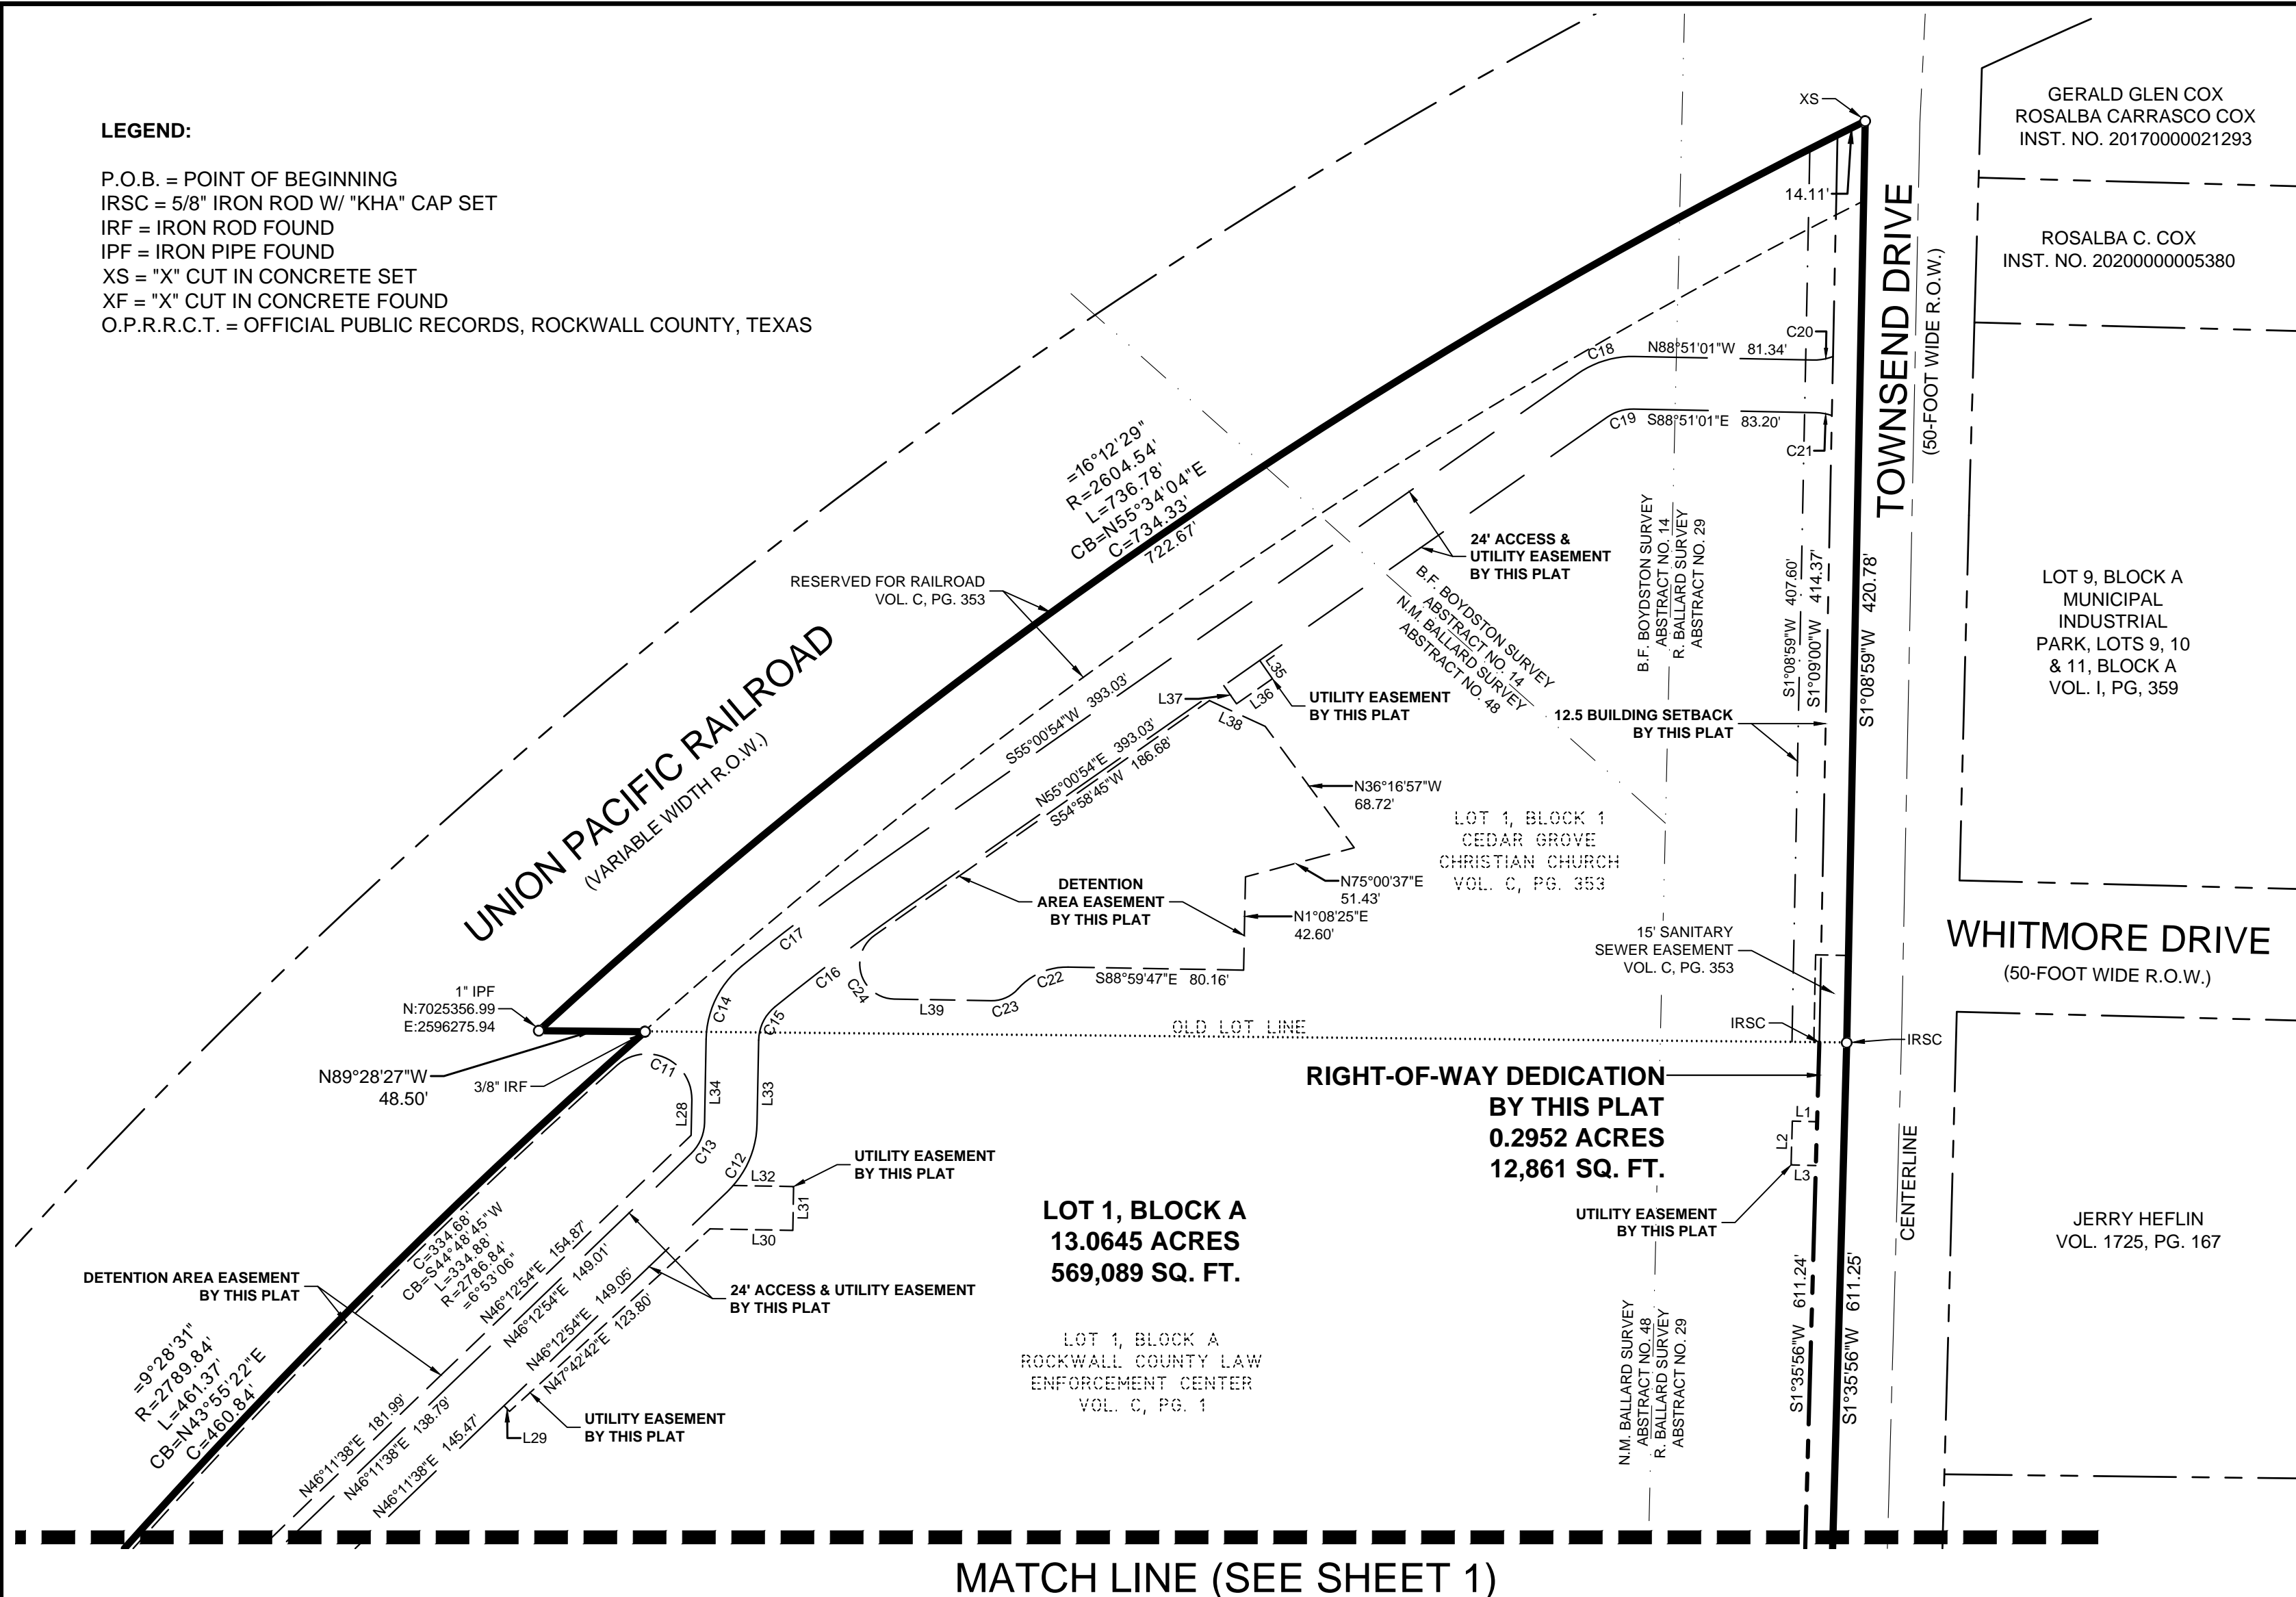 LEGEND:
P.O.B. = POINT OF BEGINNING
IRSC = 5/8" IRON ROD W/ "KHA" CAP SET
IRF = IRON ROD FOUND
IPF = IRON PIPE FOUND
XS = "X" CUT IN CONCRETE SET
XF = "X" CUT IN CONCRETE FOUND
O.P.R.R.C.T. = OFFICIAL PUBLIC RECORDS, ROCKWALL COUNTY, TEXAS
XS
14.11'
GERALD GLEN COX
ROSALBA CARRASCO COX
INST. NO. 20170000021293
ROSALBA C. COX
INST. NO. 20200000005380
TOWNSEND DRIVE
(50-FOOT WIDE R.O.W.)
C20
C18
N88°51'01"W 81.34'
C19
S88°51'01"E 83.20'
C21
=16°12'29"
R=2604.54'
L=736.78'
CB=N55°34'04"E
C=734.33'
722.67'
RESERVED FOR RAILROAD
VOL. C, PG. 353
24' ACCESS &
UTILITY EASEMENT
BY THIS PLAT
B.F. BOYDSTON SURVEY
ABSTRACT NO. 14
R. BALLARD SURVEY
ABSTRACT NO. 29
B.F. BOYDSTON SURVEY
ABSTRACT NO. 14
N.M. BALLARD SURVEY
ABSTRACT NO. 48
S1°08'59"W 407.60'
S1°09'00"W 414.37'
S1°08'59"W 420.78'
LOT 9, BLOCK A
MUNICIPAL
INDUSTRIAL
PARK, LOTS 9, 10
& 11, BLOCK A
VOL. I, PG, 359
UNION PACIFIC RAILROAD
(VARIABLE WIDTH R.O.W.)
S55°00'54"W 393.03'
N55°00'54"E 393.03'
S54°58'45"W 186.68'
L35
L36
L37
L38
UTILITY EASEMENT
BY THIS PLAT
12.5 BUILDING SETBACK
BY THIS PLAT
N36°16'57"W
68.72'
LOT 1, BLOCK 1
CEDAR GROVE
CHRISTIAN CHURCH
VOL. C, PG. 353
DETENTION
AREA EASEMENT
BY THIS PLAT
N75°00'37"E
51.43'
N1°08'25"E
42.60'
15' SANITARY
SEWER EASEMENT
VOL. C, PG. 353
WHITMORE DRIVE
(50-FOOT WIDE R.O.W.)
C17
C16
C24
C22
S88°59'47"E 80.16'
C23
L39
C14
C15
1" IPF
N:7025356.99
E:2596275.94
OLD LOT LINE
IRSC
IRSC
N89°28'27"W
48.50'
3/8" IRF
C11
L28
L34
L33
C13
C12
RIGHT-OF-WAY DEDICATION
BY THIS PLAT
0.2952 ACRES
12,861 SQ. FT.
L1
L2
L3
UTILITY EASEMENT
BY THIS PLAT
L32
L31
L30
UTILITY EASEMENT
BY THIS PLAT
CENTERLINE
LOT 1, BLOCK A
13.0645 ACRES
569,089 SQ. FT.
JERRY HEFLIN
VOL. 1725, PG. 167
C=334.68'
CB=S44°48'45"W
L=334.88'
R=2786.84'
=6°53'06"
DETENTION AREA EASEMENT
BY THIS PLAT
N46°12'54"E 154.87'
N46°12'54"E 149.01'
N46°12'54"E 149.05'
N47°42'42"E 123.80'
24' ACCESS & UTILITY EASEMENT
BY THIS PLAT
=9°28'31"
R=2789.84'
L=461.37'
CB=N43°55'22"E
C=460.84'
LOT 1, BLOCK A
ROCKWALL COUNTY LAW
ENFORCEMENT CENTER
VOL. C, PG. 1
N.M. BALLARD SURVEY
ABSTRACT NO. 48
R. BALLARD SURVEY
ABSTRACT NO. 29
S1°35'56"W 611.24'
S1°35'56"W 611.25'
UTILITY EASEMENT
BY THIS PLAT
L29
N46°11'38"E 181.99'
N46°11'38"E 138.79'
N46°11'38"E 145.47'
MATCH LINE (SEE SHEET 1)